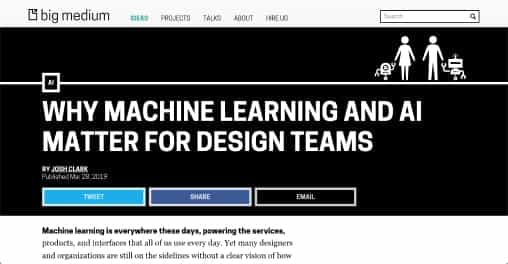 big medium
IDEAS PROJECTS TALKS ABOUT HIRE US
Search
AI
WHY MACHINE LEARNING AND AI
MATTER FOR DESIGN TEAMS
BY JOSH CLARK
Published Mar 28, 2019
TWEET SHARE EMAIL
Machine learning is everywhere these days, powering the services,
products, and interfaces that all of us use every day. Yet many designers
and organizations are still on the sidelines without a clear vision of how